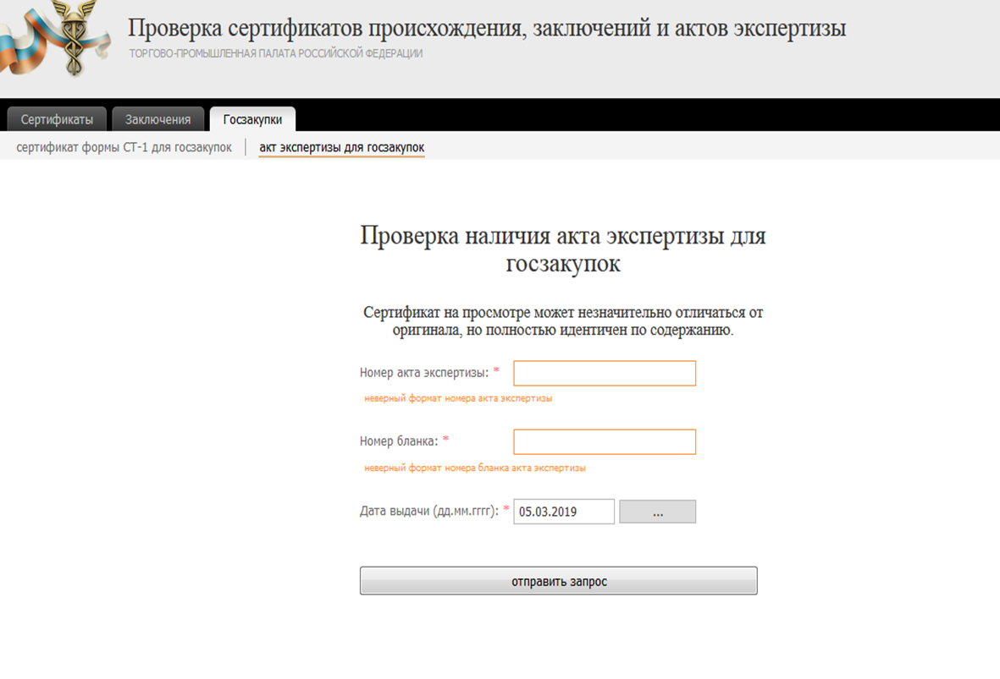 Проверка сертификатов происхождения, заключений и актов экспертизы
ТОРГОВО-ПРОМЫШЛЕННАЯ ПАЛАТА РОССИЙСКОЙ ФЕДЕРАЦИИ
Сертификаты Заключения Госзакупки
сертификат формы СТ-1 для госзакупок акт экспертизы для госзакупок
Проверка наличия акта экспертизы для
госзакупок
Сертификат на просмотре может незначительно отличаться от
оригинала, но полностью идентичен по содержанию.
Номер акта экспертизы: *
неверный формат номера акта экспертизы
Номер бланка: *
неверный формат номера бланка акта экспертизы
Дата выдачи (дд.мм.гггг): * 05.03.2019 ...
отправить запрос